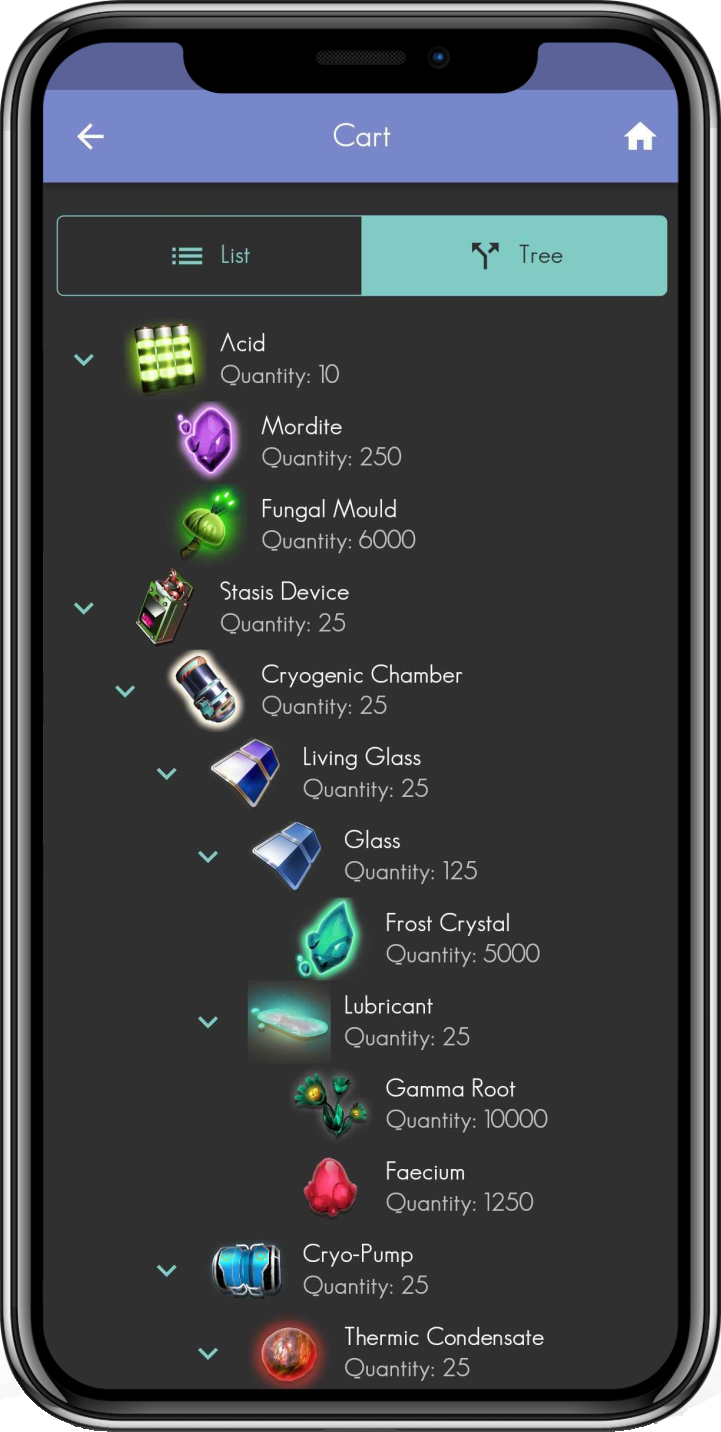 Cart
List
Tree
Acid
Quantity: 10
Mordite
Quantity: 250
Fungal Mould
Quantity: 6000
Stasis Device
Quantity: 25
Cryogenic Chamber
Quantity: 25
Living Glass
Quantity: 25
Glass
Quantity: 125
Frost Crystal
Quantity: 5000
Lubricant
Quantity: 25
Gamma Root
Quantity: 10000
Faecium
Quantity: 1250
Cryo-Pump
Quantity: 25
Thermic Condensate
Quantity: 25